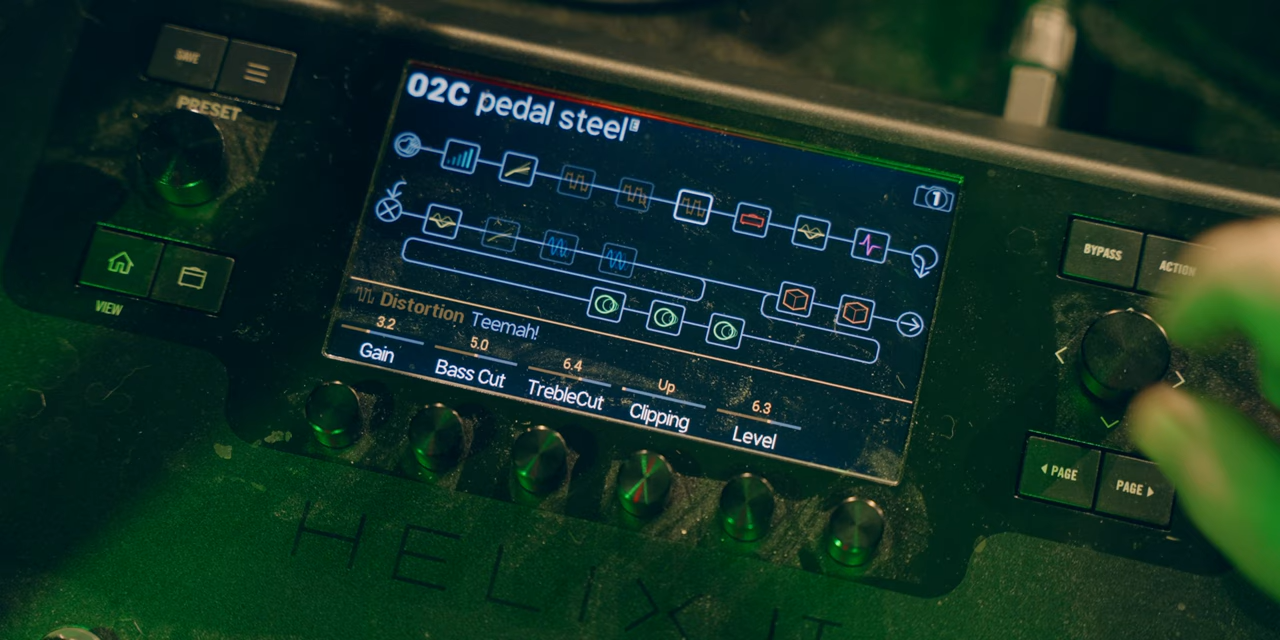 SAVE
PRESET
VIEW
02C pedal steel E
1
Distortion Teemah!
3.2 5.0 6.4 Up 6.3
Gain Bass Cut TrebleCut Clipping Level
BYPASS ACTION
PAGE PAGE
HELIX LT